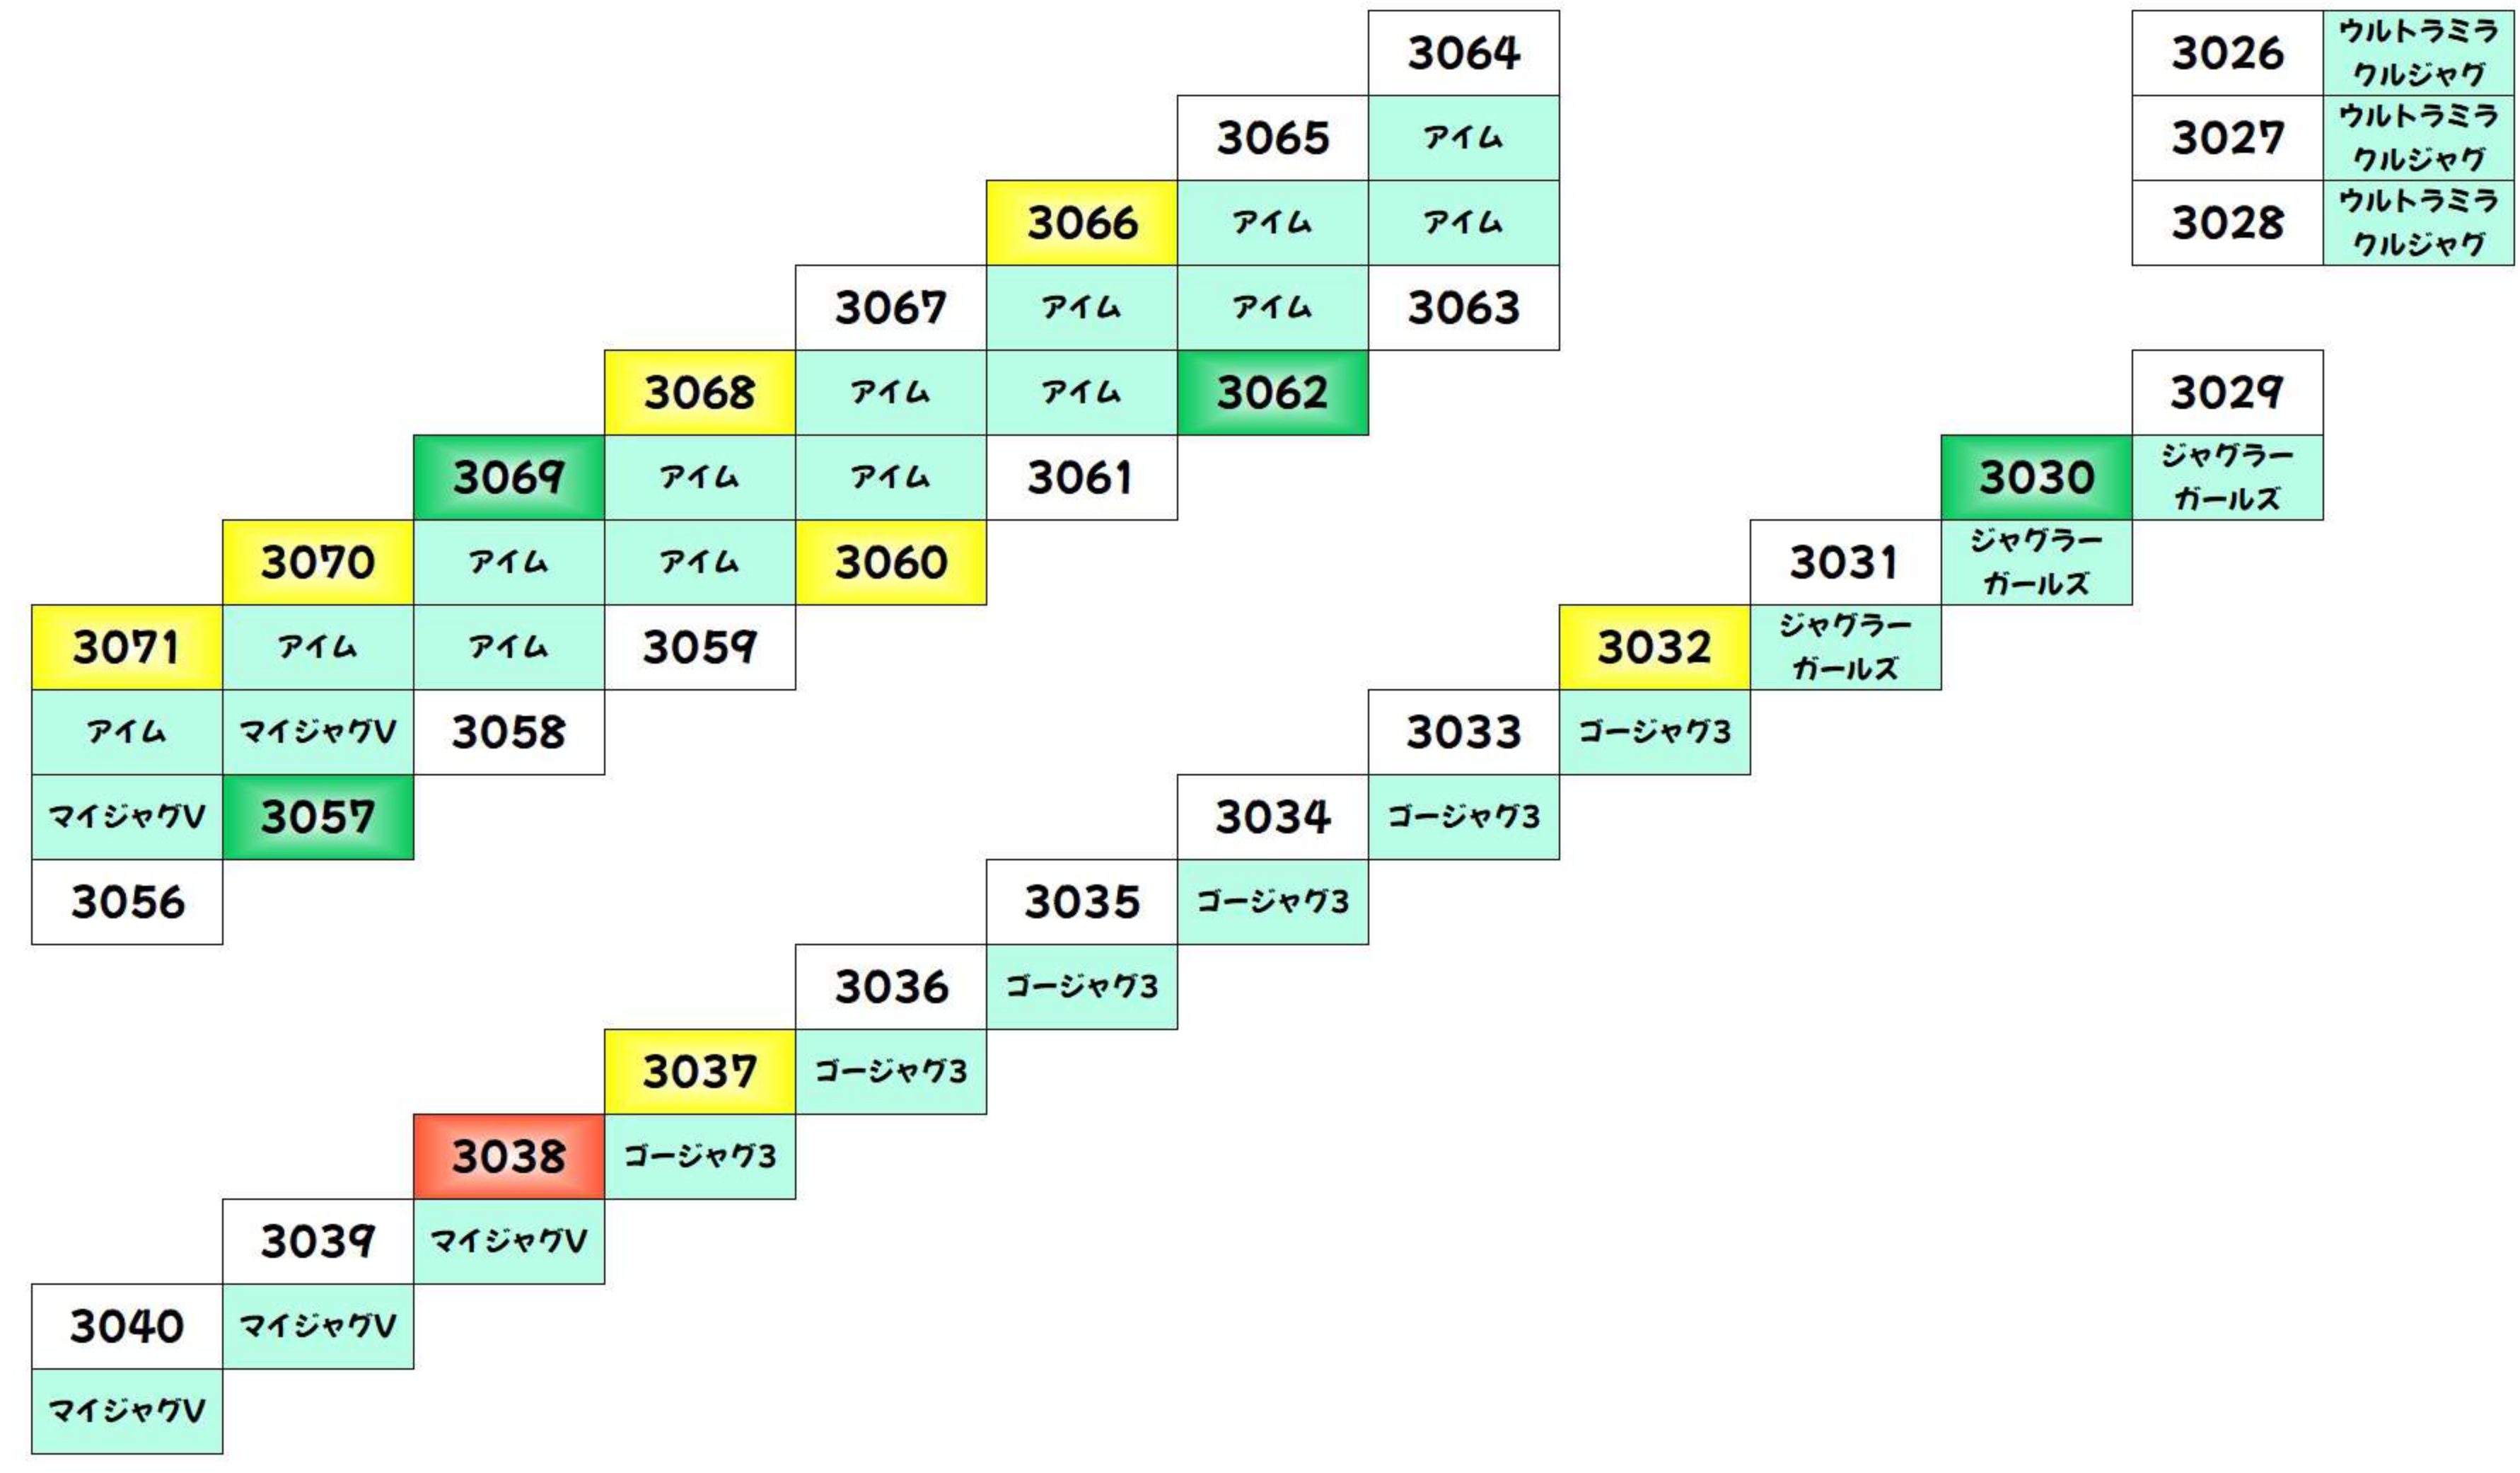 3064
3026 ウルトラミラ
クルジャグ
3065 アイム
3027 ウルトラミラ
クルジャグ
3066 アイム アイム
3028 ウルトラミラ
クルジャグ
3067 アイム アイム 3063
3068 アイム アイム 3062
3029
3069 アイム アイム 3061
3030 ジャグラー
ガールズ
3070 アイム アイム 3060
3031 ジャグラー
ガールズ
3071 アイム アイム 3059
3032 ジャグラー
ガールズ
アイム マイジャグV 3058
3033 ゴージャグ3
マイジャグV 3057
3034 ゴージャグ3
3056
3035 ゴージャグ3
3036 ゴージャグ3
3037 ゴージャグ3
3038 ゴージャグ3
3039 マイジャグV
3040 マイジャグV
マイジャグV